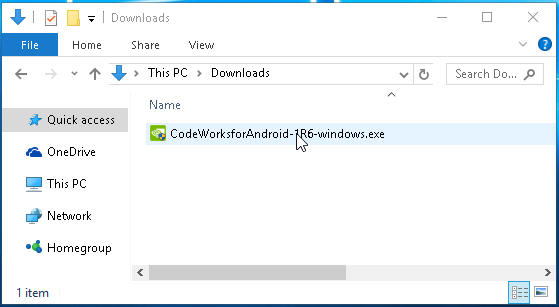 Downloads
File Home Share View
This PC > Downloads
Search Do...
Name
Quick access
CodeWorksforAndroid-1R6-windows.exe
OneDrive
This PC
Network
Homegroup
1 item